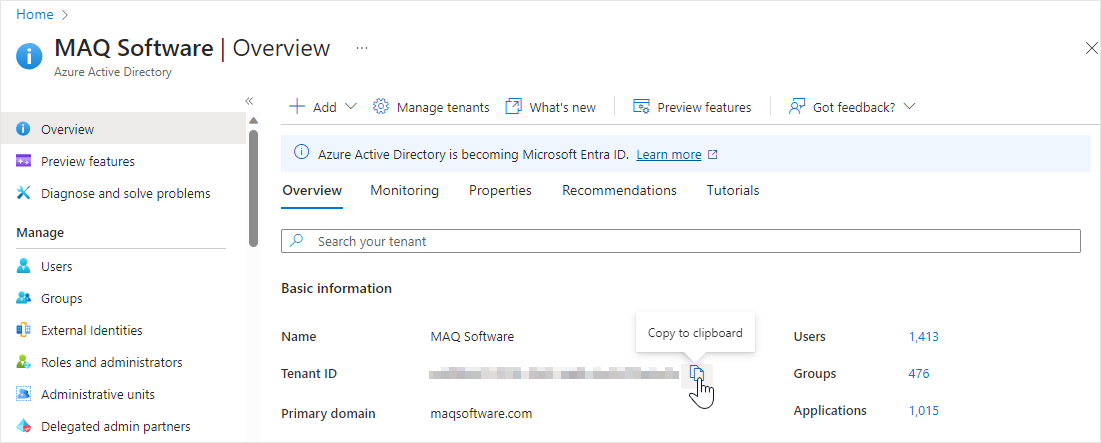 Home
MAQ Software | Overview ...
Azure Active Directory
Overview
Preview features
Diagnose and solve problems
Manage
Users
Groups
External Identities
Roles and administrators
Administrative units
Delegated admin partners
Add Manage tenants What's new Preview features Got feedback?
Azure Active Directory is becoming Microsoft Entra ID. Learn more
Overview Monitoring Properties Recommendations Tutorials
Search your tenant
Basic information
Copy to clipboard
Name MAQ Software Users 1,413
Tenant ID Groups 476
Primary domain maqsoftware.com Applications 1,015